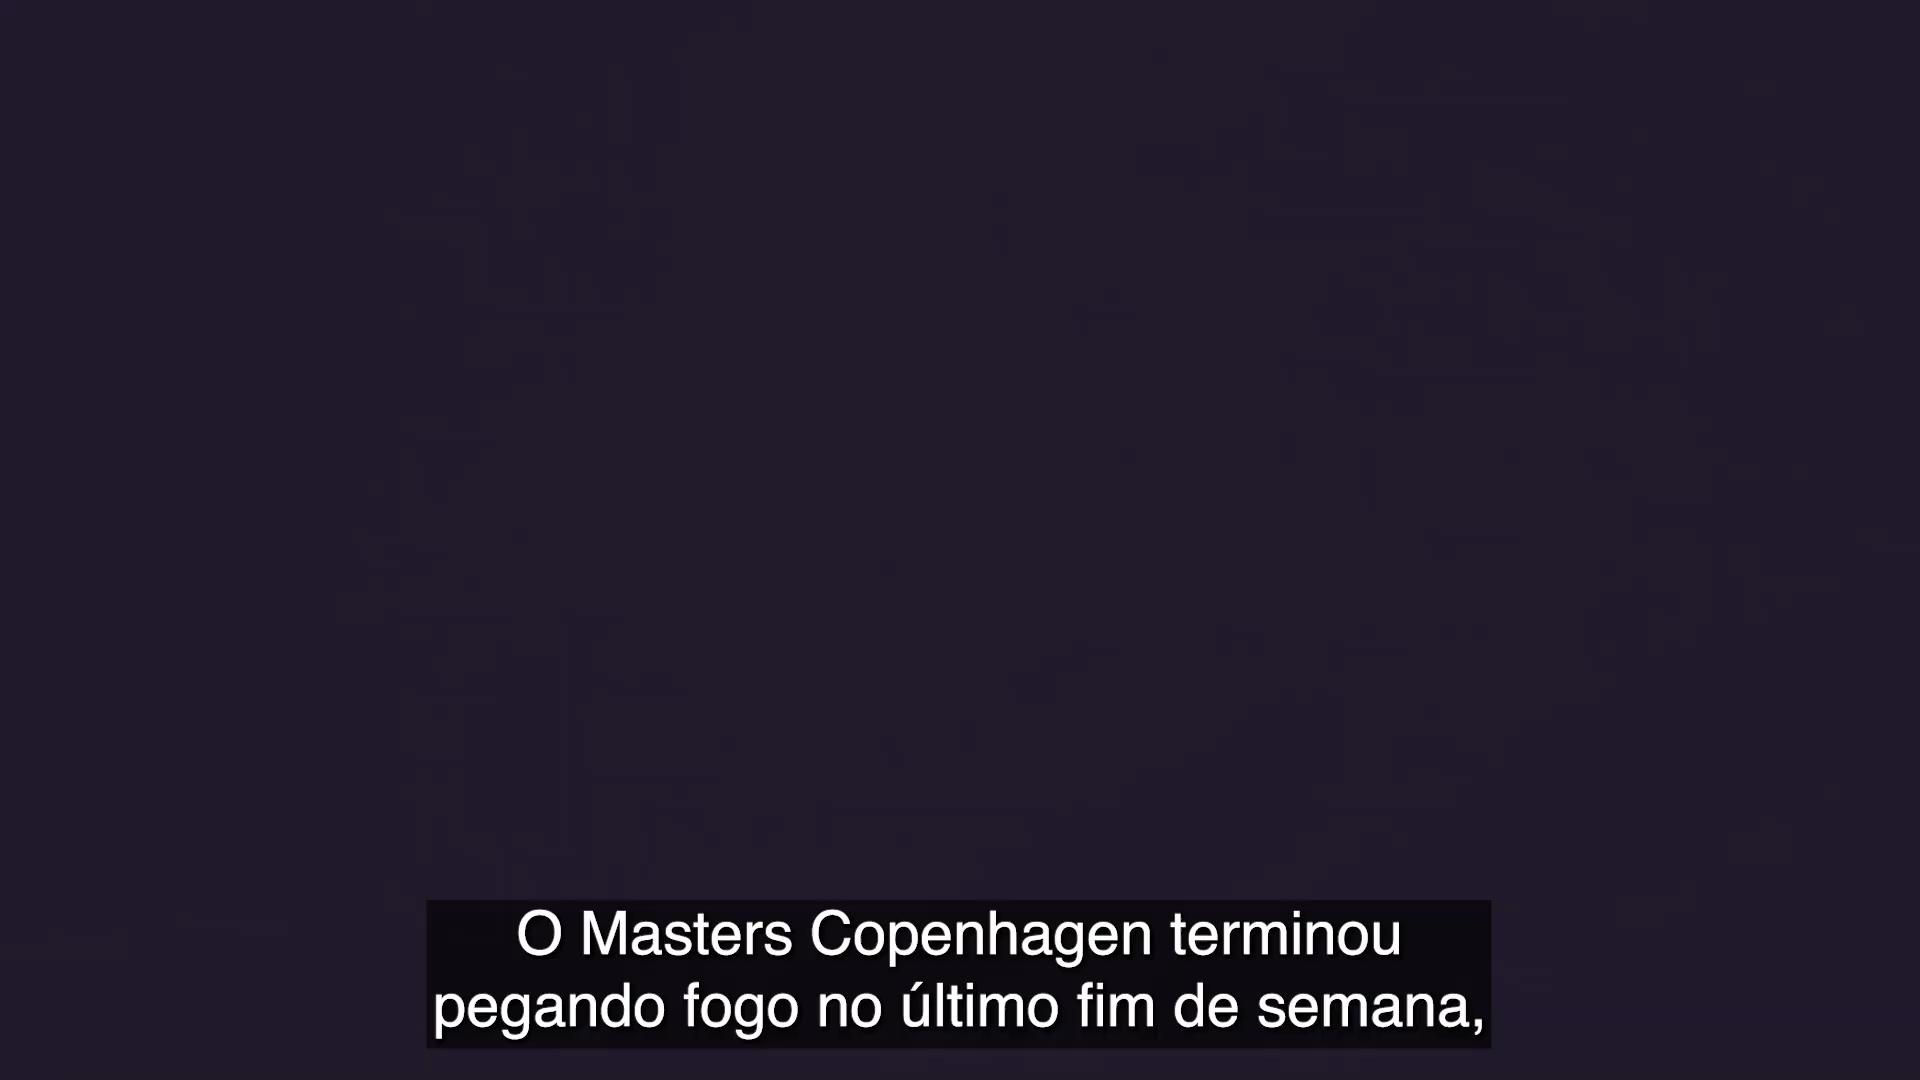 O Masters Copenhagen terminou
pegando fogo no último fim de semana,